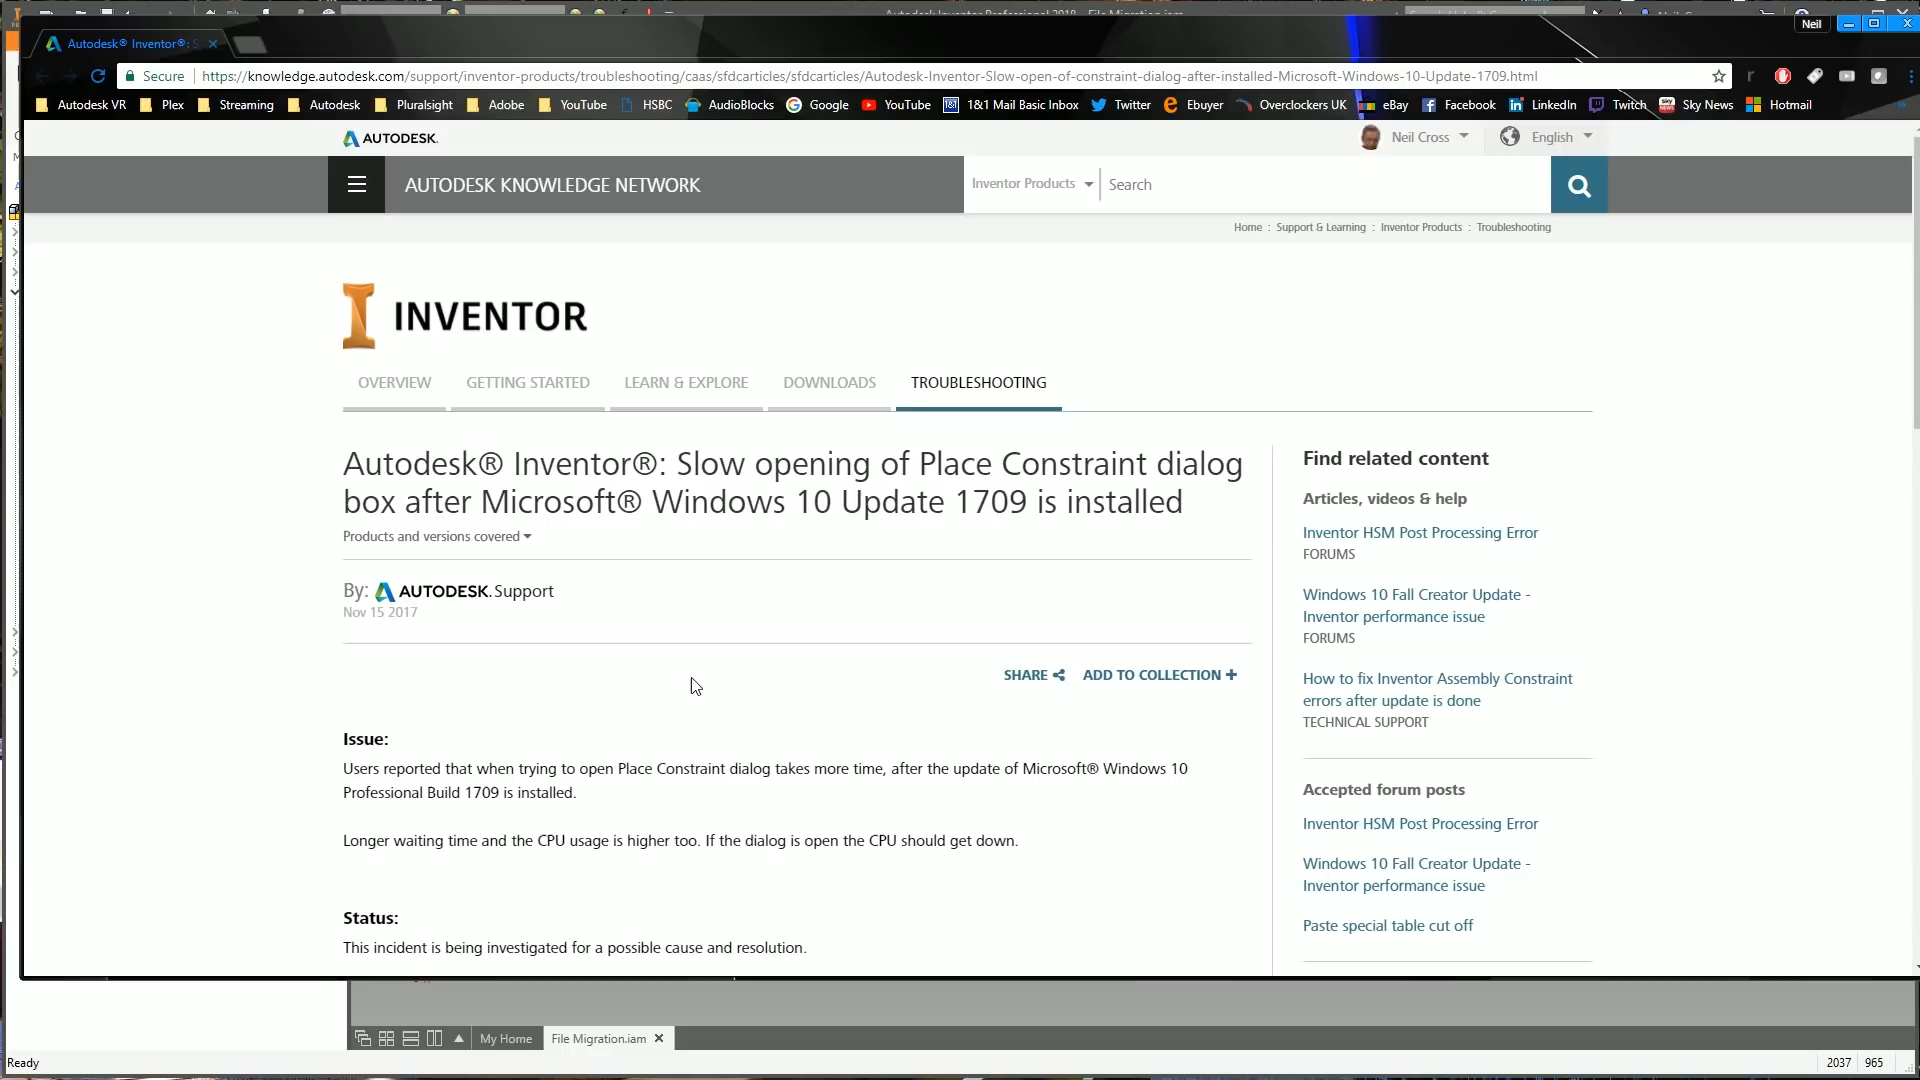 Autodesk Inventor Professional 2018 File Migration.iam
Neil
Autodesk® Inventor®: S
Secure https://knowledge.autodesk.com/support/inventor-products/troubleshooting/caas/sfdcarticles/sfdcarticles/Autodesk-Inventor-Slow-open-of-constraint-dialog-after-installed-Microsoft-Windows-10-Update-1709.html
Autodesk VR Plex Streaming Autodesk Pluralsight Adobe YouTube HSBC AudioBlocks Google YouTube 1&1 Mail Basic Inbox Twitter Ebuyer Overclockers UK eBay Facebook LinkedIn Twitch Sky News Hotmail
AUTODESK. Neil Cross English
AUTODESK KNOWLEDGE NETWORK Inventor Products Search
Home : Support & Learning : Inventor Products : Troubleshooting
INVENTOR
OVERVIEW GETTING STARTED LEARN & EXPLORE DOWNLOADS TROUBLESHOOTING
Autodesk® Inventor®: Slow opening of Place Constraint dialog
box after Microsoft® Windows 10 Update 1709 is installed
Products and versions covered
By: AUTODESK. Support
Nov 15 2017
SHARE ADD TO COLLECTION +
Issue:
Users reported that when trying to open Place Constraint dialog takes more time, after the update of Microsoft® Windows 10
Professional Build 1709 is installed.
Longer waiting time and the CPU usage is higher too. If the dialog is open the CPU should get down.
Status:
This incident is being investigated for a possible cause and resolution.
Find related content
Articles, videos & help
Inventor HSM Post Processing Error
FORUMS
Windows 10 Fall Creator Update -
Inventor performance issue
FORUMS
How to fix Inventor Assembly Constraint
errors after update is done
TECHNICAL SUPPORT
Accepted forum posts
Inventor HSM Post Processing Error
Windows 10 Fall Creator Update -
Inventor performance issue
Paste special table cut off
My Home File Migration.iam
Ready 2037 965